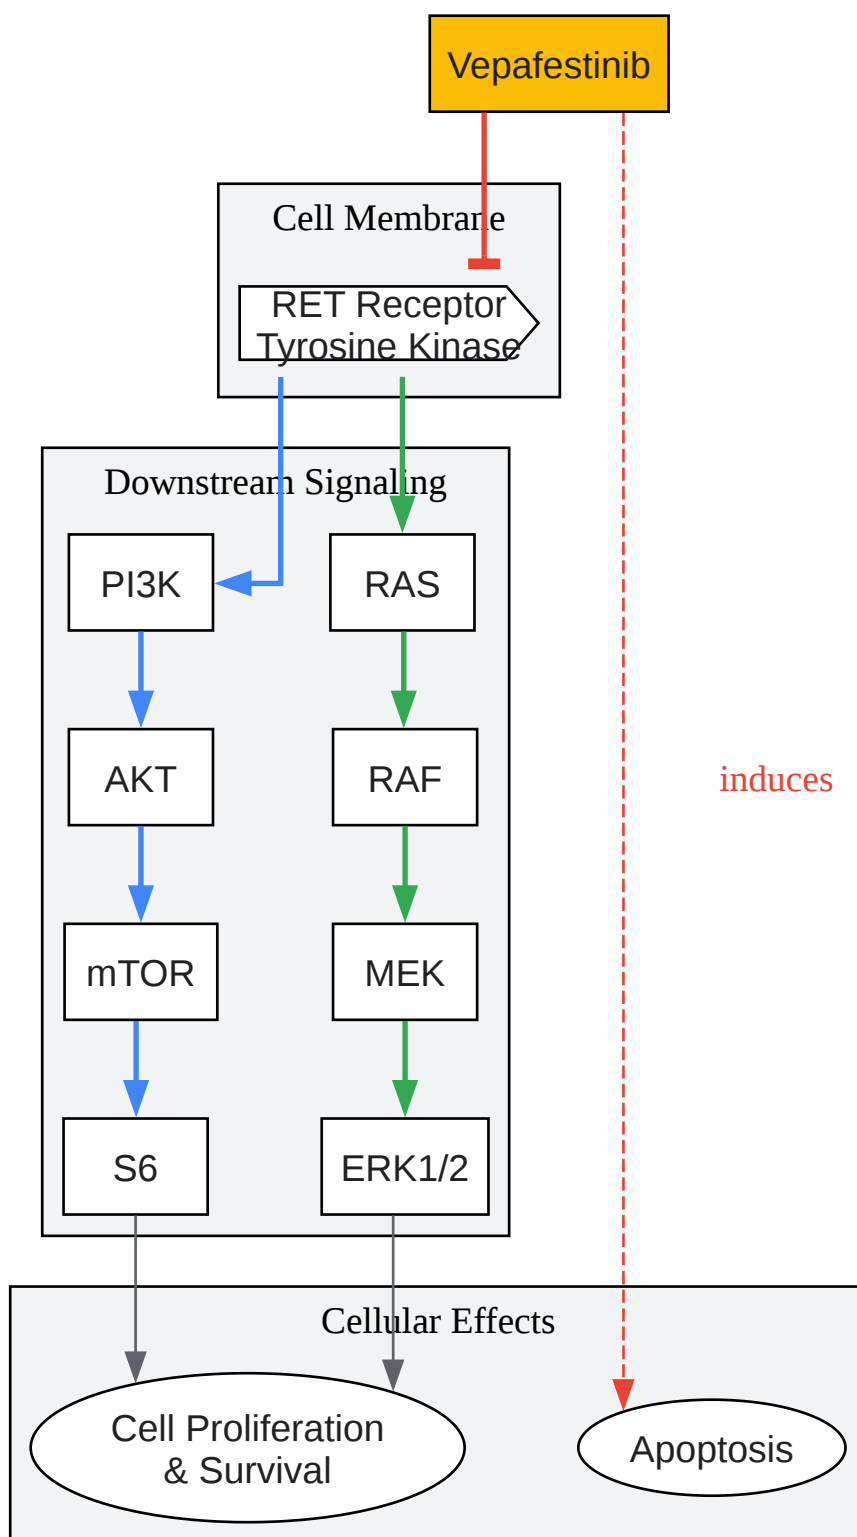 Vepafestinib
Cell Membrane
RET Receptor
Tyrosine Kinase
Downstream Signaling
PI3K
RAS
AKT
RAF
induces
mTOR
MEK
S6
ERK1/2
Cellular Effects
Cell Proliferation
& Survival
Apoptosis